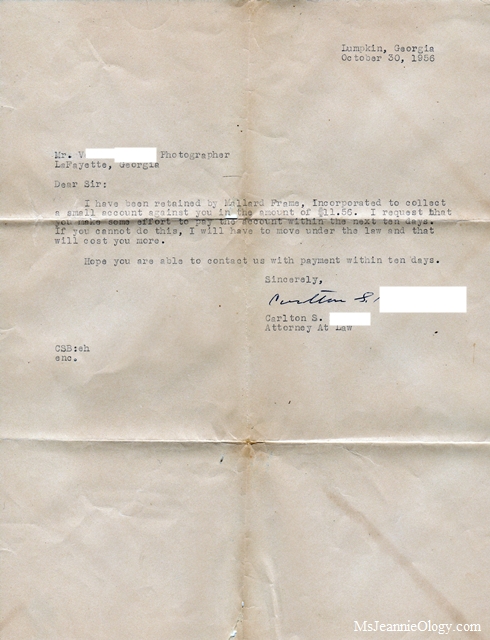 Lumpkin, Georgia
October 30, 1956
Mr. V Photographer
LaFayette, Georgia
Dear Sir:
I have been retained by Mallard Frame, Incorporated to collect
a small account against you in the amount of $11.56. I request that
you make some effort to pay the account within the next ten days.
If you cannot do this, I will have to move under the law and that
will cost you more.
Hope you are able to contact us with payment within ten days.
Sincerely,
Carlton S.
Carlton S.
Attorney At Law
CSB:eh
enc.
MsJeannieOlogy.com